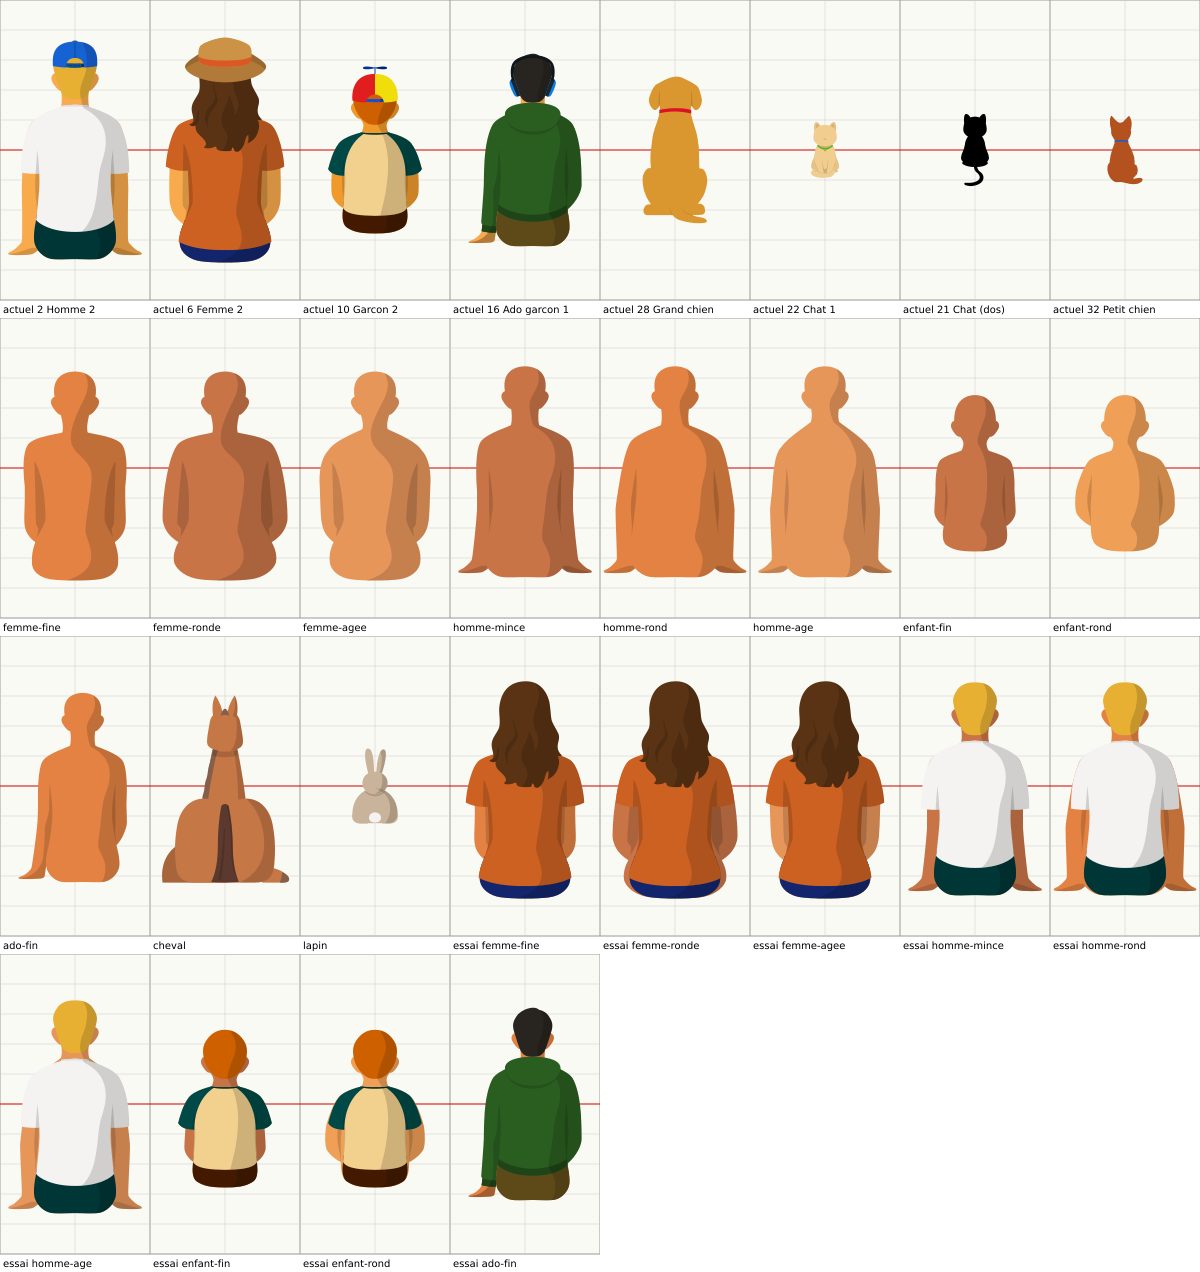 actuel 2 Homme 2
actuel 6 Femme 2
actuel 10 Garcon 2
actuel 16 Ado garcon 1
actuel 28 Grand chien
actuel 22 Chat 1
actuel 21 Chat (dos)
actuel 32 Petit chien
femme-fine
femme-ronde
femme-agee
homme-mince
homme-rond
homme-age
enfant-fin
enfant-rond
ado-fin
cheval
lapin
essai femme-fine
essai femme-ronde
essai femme-agee
essai homme-mince
essai homme-rond
essai homme-age
essai enfant-fin
essai enfant-rond
essai ado-fin